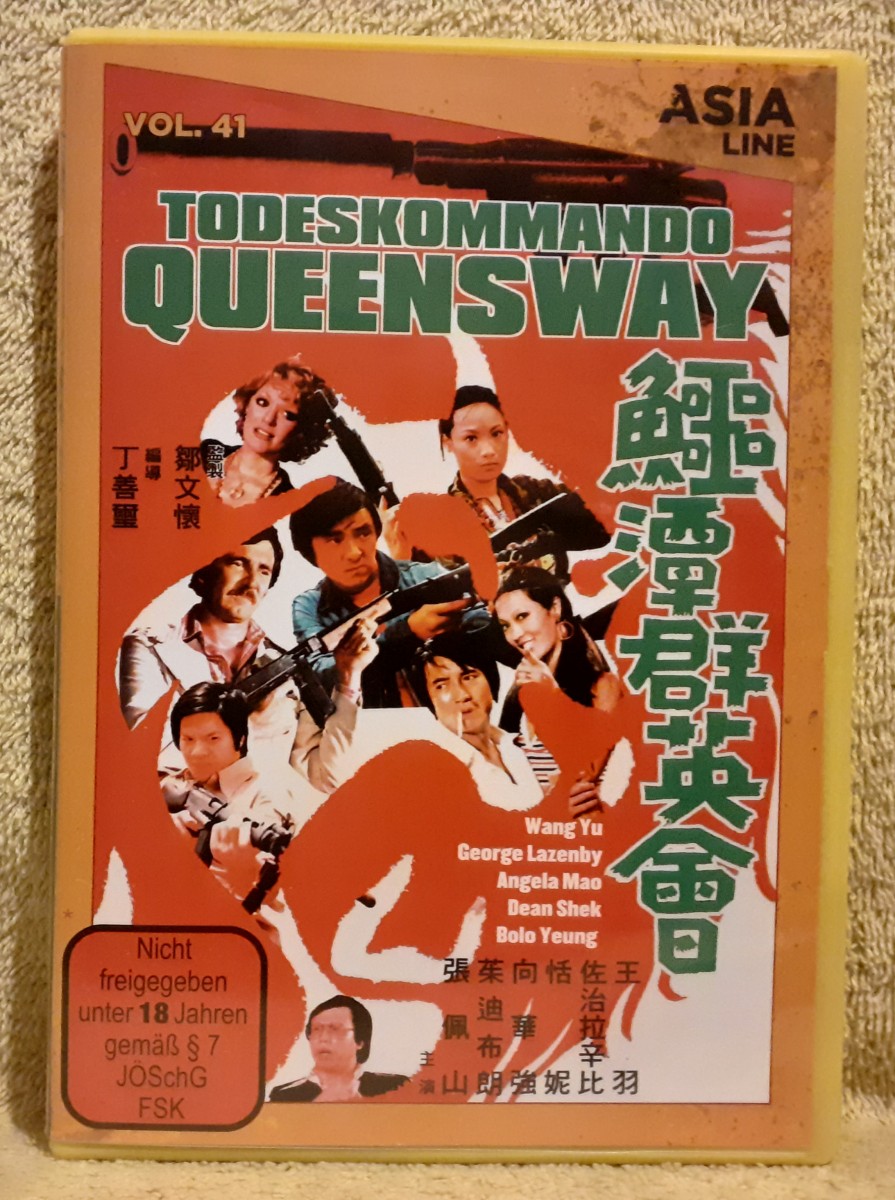 VOL. 41
ASIA
LINE
TODESKOMMANDO
QUEENSWAY
鱷潭群英會
監製
鄒文懷
編導
丁善璽
Wang Yu
George Lazenby
Angela Mao
Dean Shek
Bolo Yeung
王羽
佐治拉辛比
恬妮
向華強
茱迪布朗
張佩山
主演
*
Nicht
freigegeben
unter 18 Jahren
gemäß § 7
JÖSchG
FSK